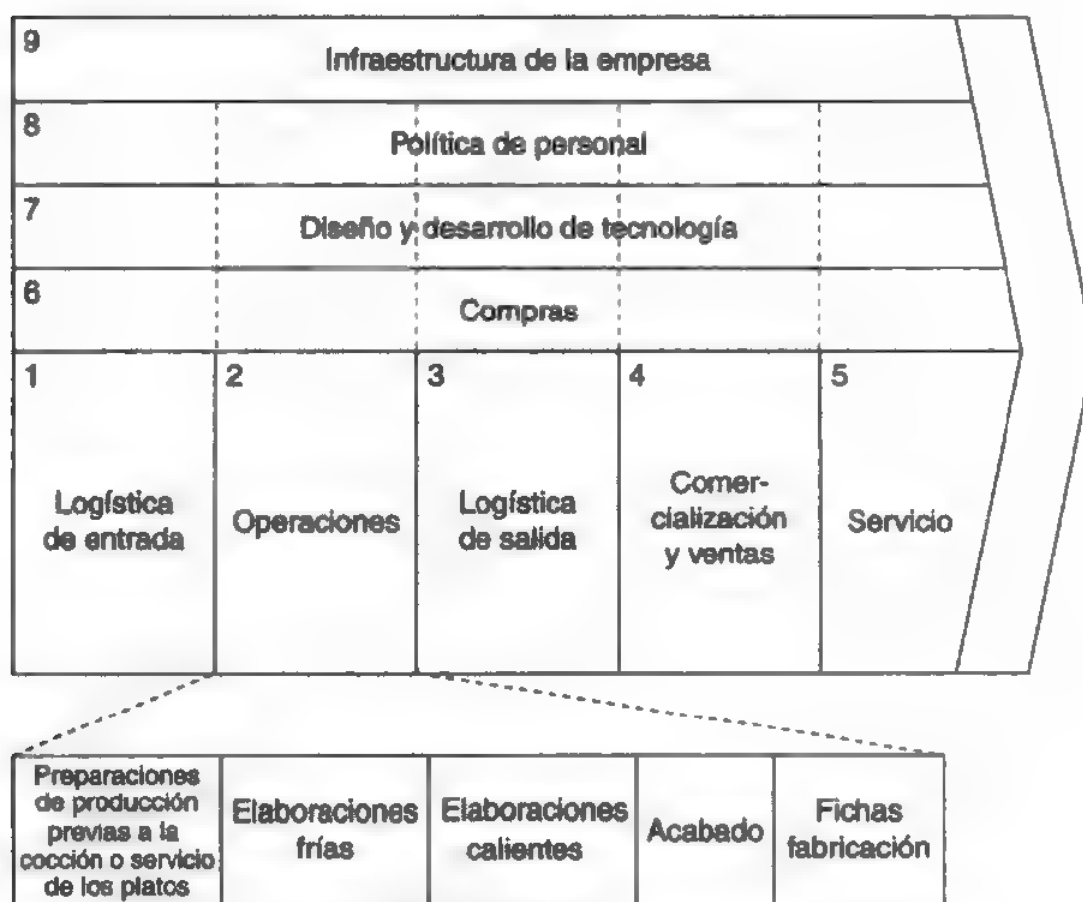 9
Infraestructura de la empresa
8
Política de personal
7
Diseño y desarrollo de tecnología
6
Compras
1
Logística
de entrada
2
Operaciones
3
Logística
de salida
4
Comer-
cialización
y ventas
5
Servicio
Preparaciones
de producción
previas a la
cocción o servicio
de los platos
Elaboraciones
frías
Elaboraciones
calientes
Acabado
Fichas
fabricación